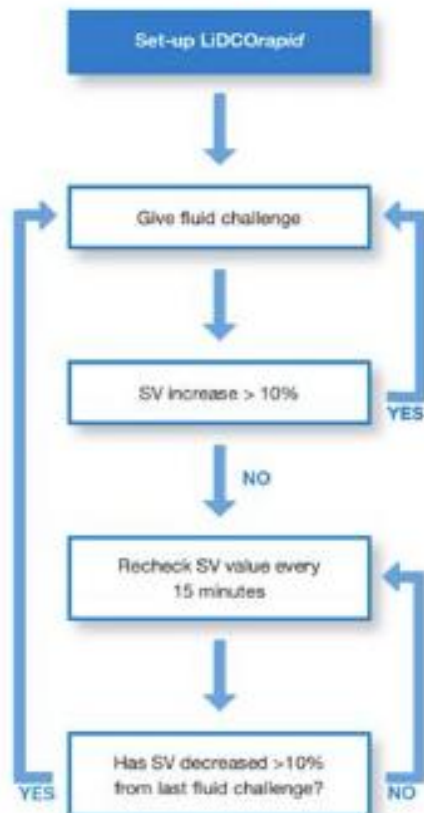 Set-up LiDCOrapid
Give fluid challenge
SV increase > 10%
YES
NO
Recheck SV value every
15 minutes
Has SV decreased >10%
from last fluid challenge?
YES
NO